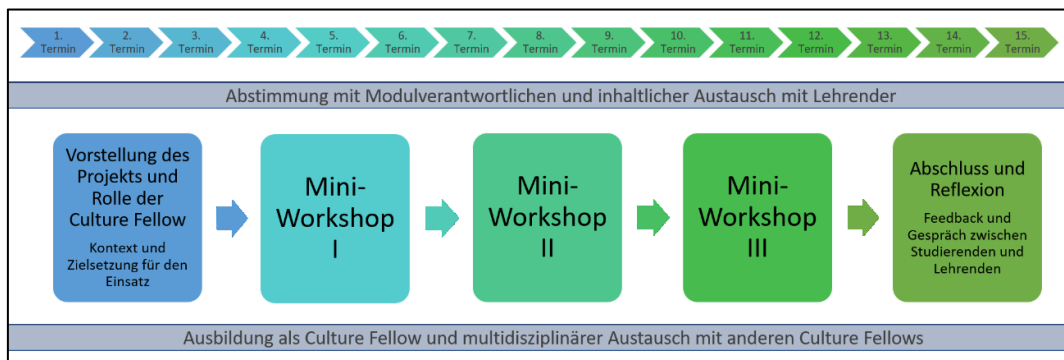 1. Termin
2. Termin
3. Termin
4. Termin
5. Termin
6. Termin
7. Termin
8. Termin
9. Termin
10. Termin
11. Termin
12. Termin
13. Termin
14. Termin
15. Termin
Abstimmung mit Modulverantwortlichen und inhaltlicher Austausch mit Lehrender
Vorstellung des
Projekts und
Rolle der
Culture Fellow
Kontext und
Zielsetzung für den
Einsatz
Mini-
Workshop
I
Mini-
Workshop
II
Mini-
Workshop
III
Abschluss und
Reflexion
Feedback und
Gespräch zwischen
Studierenden und
Lehrenden
Ausbildung als Culture Fellow und multidisziplinärer Austausch mit anderen Culture Fellows